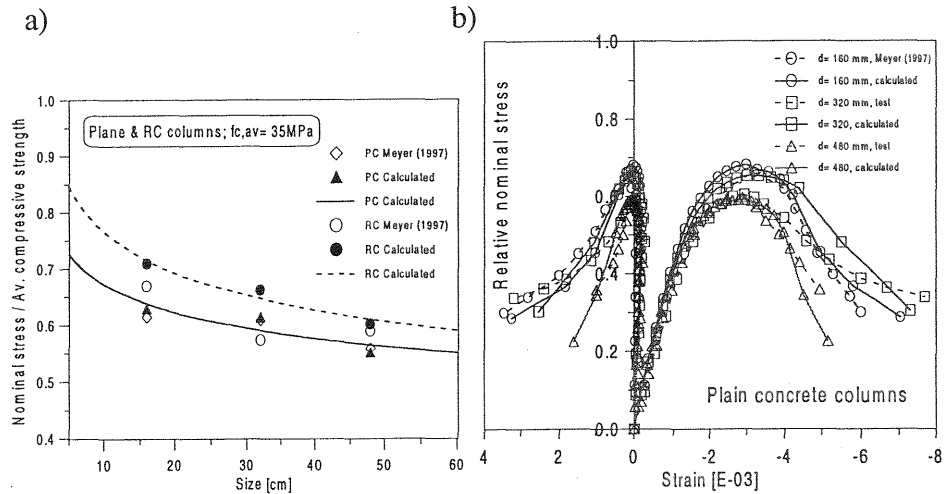 a)
Nominal stress / Av. compressive strength
1.0
0.9
0.8
0.7
0.6
0.5
0.4
Plane & RC columns; fc,av= 35MPa
PC Meyer (1997)
PC Calculated
PC Calculated
RC Meyer (1997)
RC Calculated
RC Calculated
10
20
30
40
50
60
Size [cm]
b)
Relative nominal stress
1.0
0.8
0.6
0.4
0.2
0.0
d= 160 mm, Meyer (1997)
d= 160 mm, calculated
d= 320 mm, test
d= 320, calculated
d= 480 mm, test
d= 480, calculated
Plain concrete columns
4
2
0
-2
-4
-6
-8
Strain [E-03]